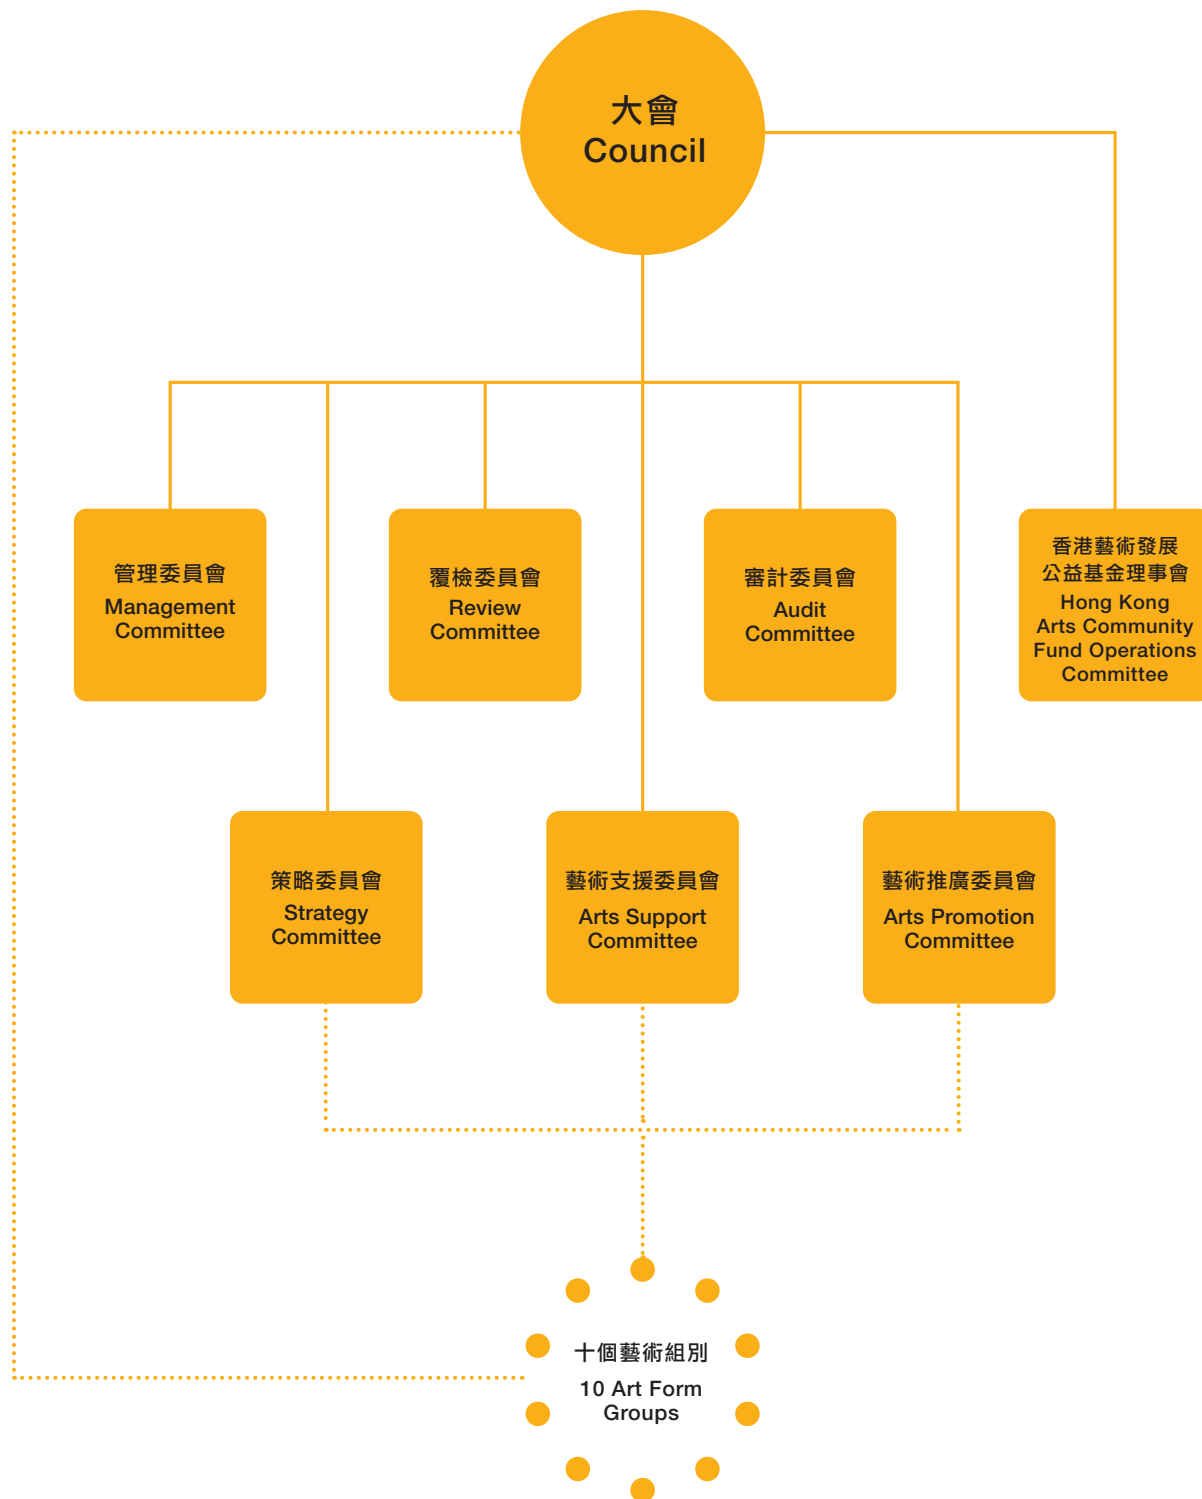 大會
Council
管理委員會
Management
Committee
覆檢委員會
Review
Committee
審計委員會
Audit
Committee
香港藝術發展
公益基金理事會
Hong Kong
Arts Community
Fund Operations
Committee
策略委員會
Strategy
Committee
藝術支援委員會
Arts Support
Committee
藝術推廣委員會
Arts Promotion
Committee
十個藝術組別
10 Art Form
Groups